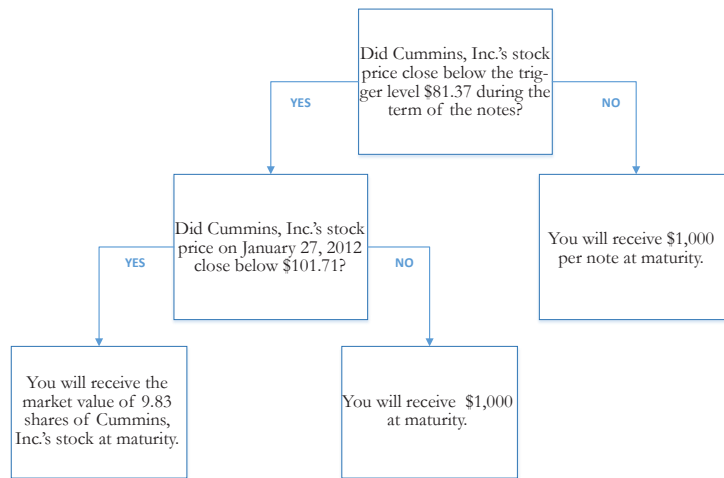 Did Cummins, Inc.'s stock
price close below the trig-
ger level $81.37 during the
term of the notes?
YES
NO
Did Cummins, Inc.'s stock
price on January 27, 2012
close below $101.71?
You will receive $1,000
per note at maturity.
YES
NO
You will receive the
market value of 9.83
shares of Cummins,
Inc.'s stock at maturity.
You will receive $1,000
at maturity.